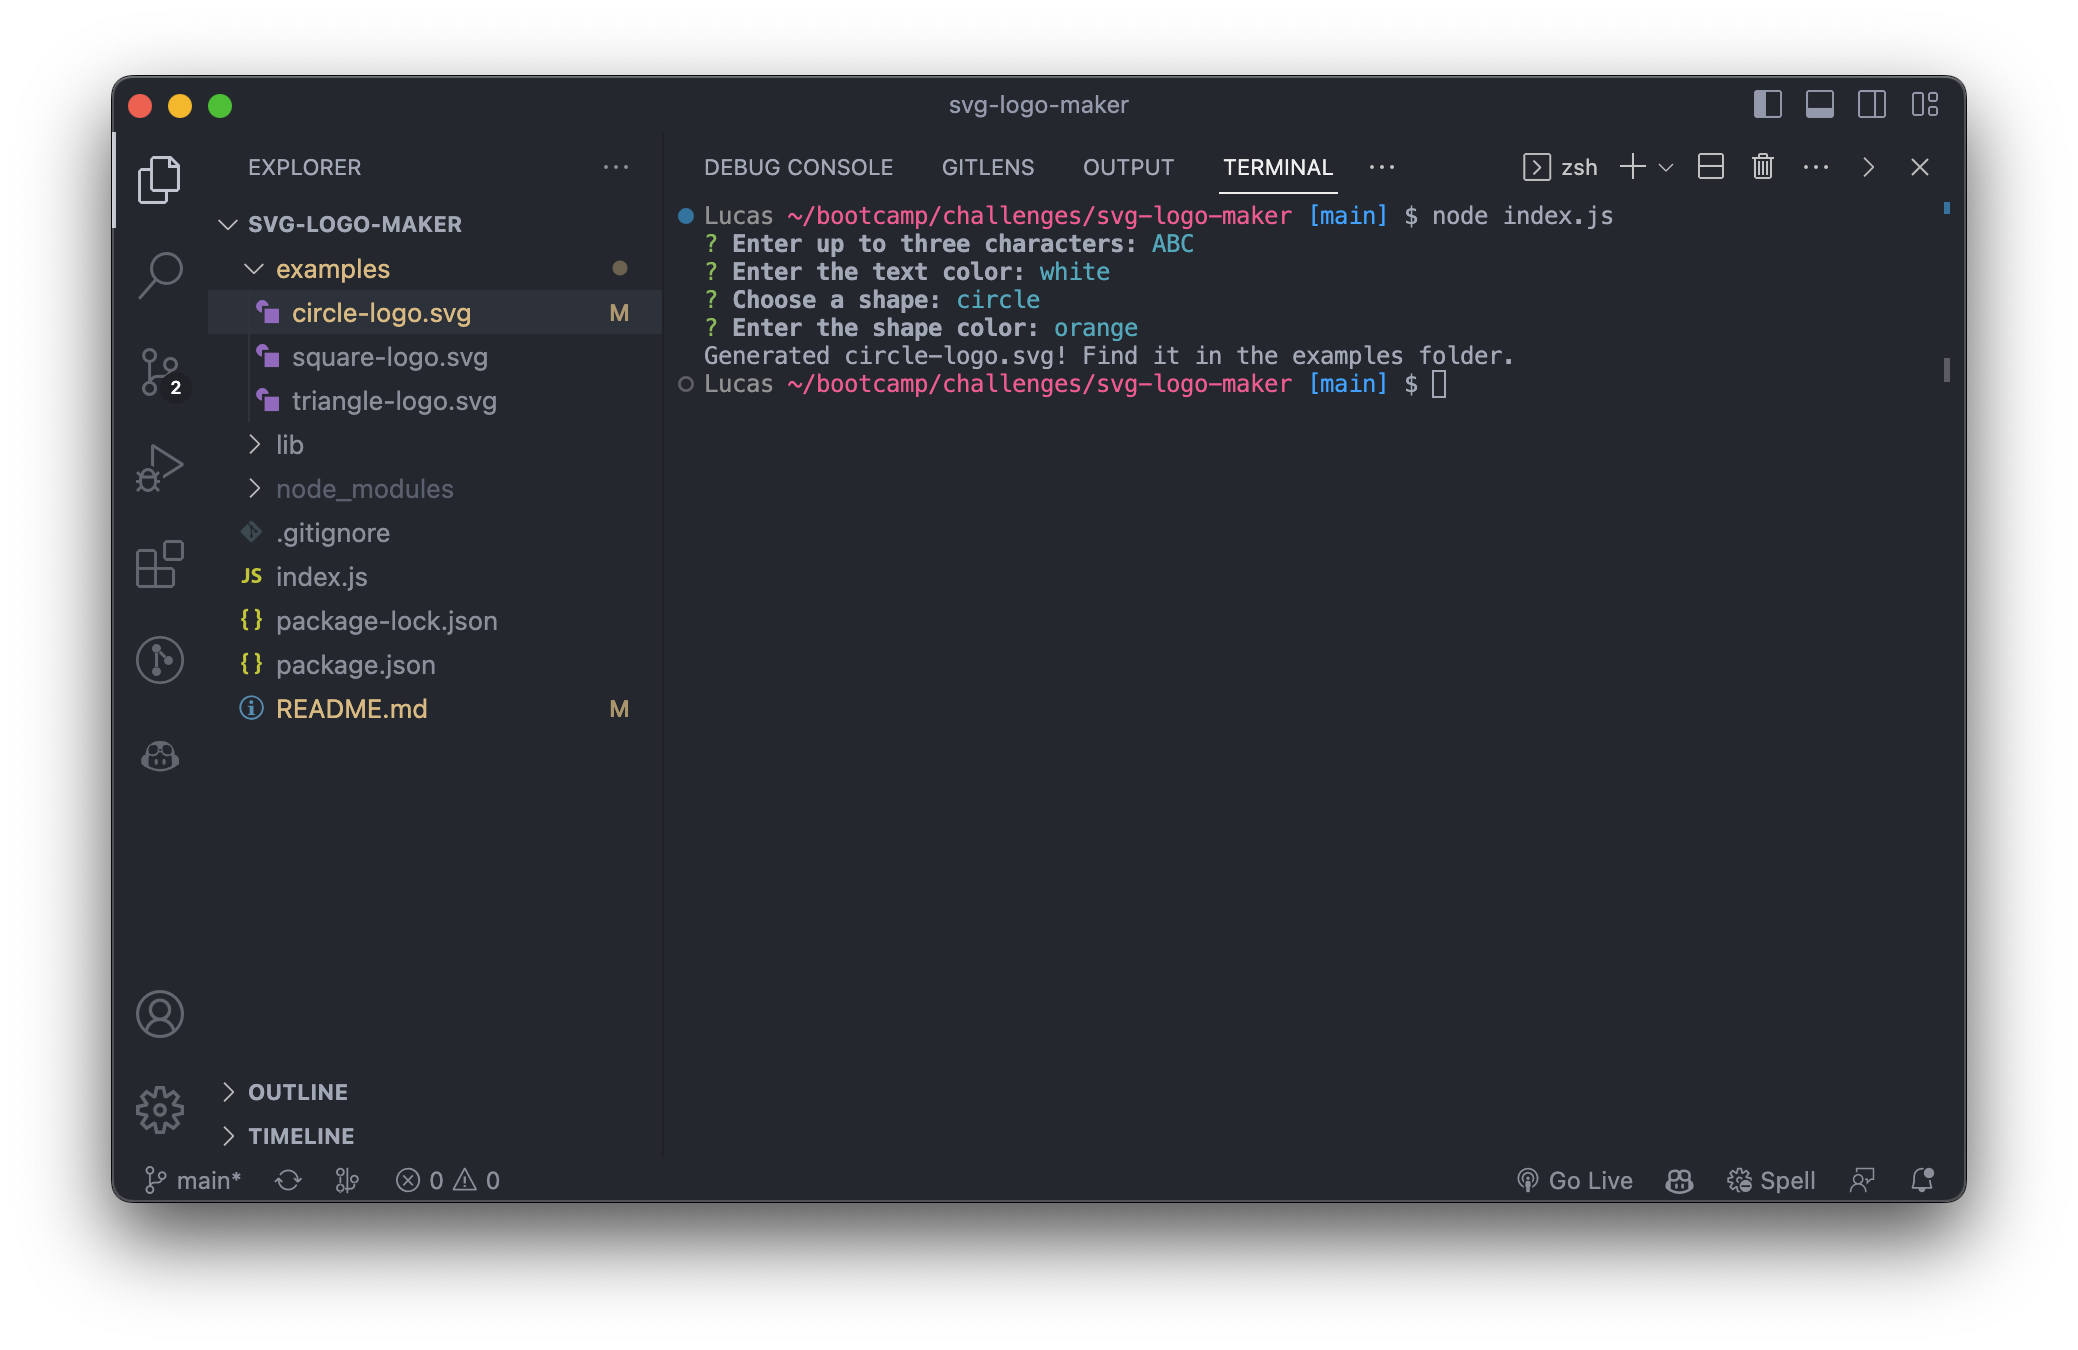 svg-logo-maker
EXPLORER
SVG-LOGO-MAKER
examples
circle-logo.svg M
square-logo.svg
triangle-logo.svg
lib
node_modules
.gitignore
JS index.js
{} package-lock.json
{} package.json
README.md M
2
OUTLINE
TIMELINE
DEBUG CONSOLE GITLENS OUTPUT TERMINAL ··· zsh
Lucas ~/bootcamp/challenges/svg-logo-maker [main] $ node index.js
? Enter up to three characters: ABC
? Enter the text color: white
? Choose a shape: circle
? Enter the shape color: orange
Generated circle-logo.svg! Find it in the examples folder.
Lucas ~/bootcamp/challenges/svg-logo-maker [main] $
main* 0 0 Go Live Spell